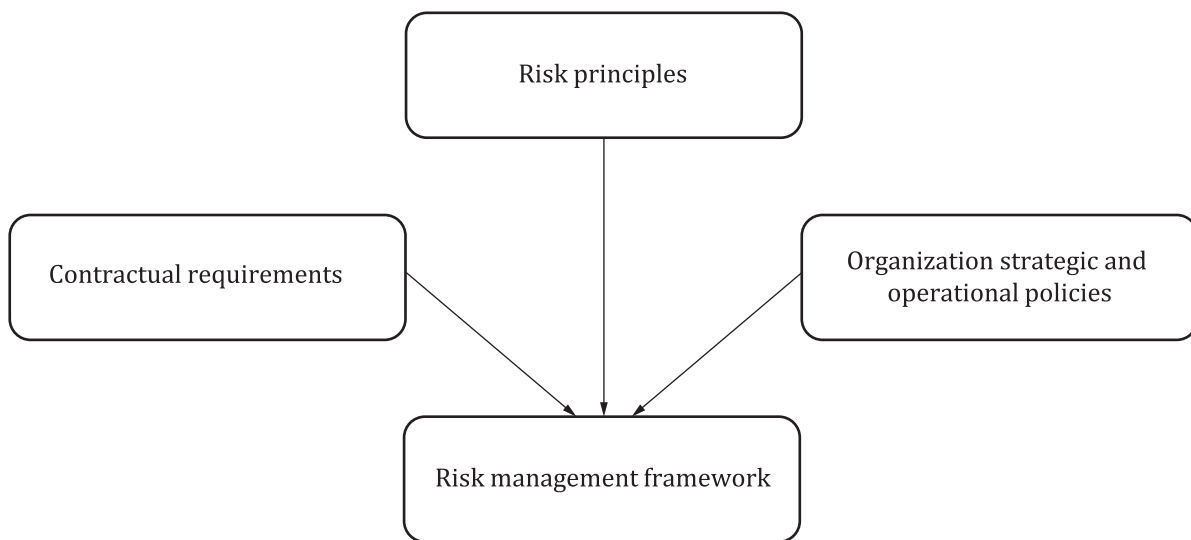 Risk principles
Contractual requirements
Organization strategic and
operational policies
Risk management framework